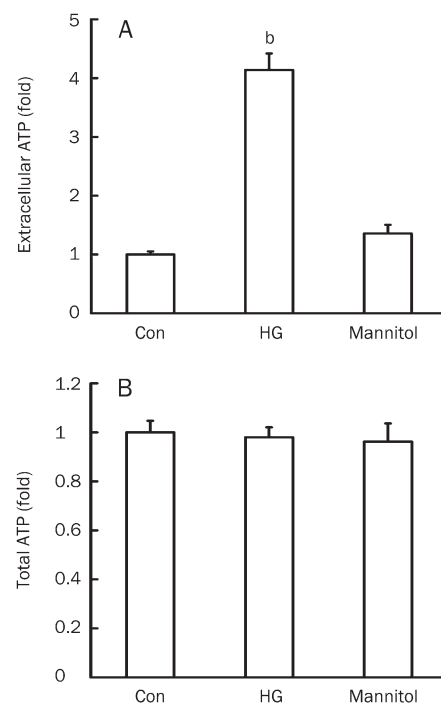 A
b
Extracellular ATP (fold)
5
4
3
2
1
0
Con HG Mannitol
B
Total ATP (fold)
1.2
1
0.8
0.6
0.4
0.2
0
Con HG Mannitol